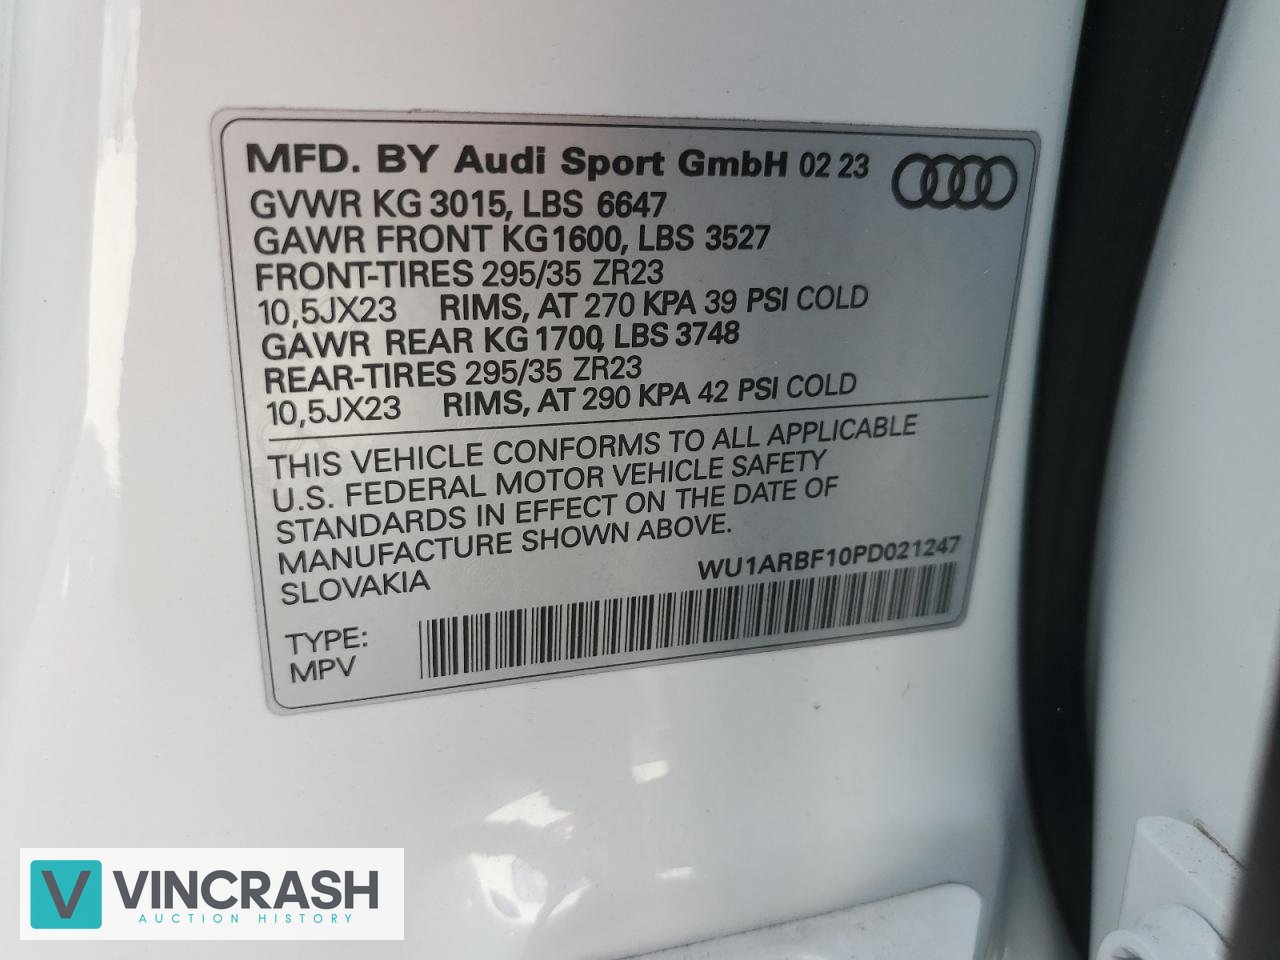 MFD. BY Audi Sport GmbH 02 23
GVWR KG 3015, LBS 6647
GAWR FRONT KG1600, LBS 3527
FRONT-TIRES 295/35 ZR23
10,5JX23 RIMS, AT 270 KPA 39 PSI COLD
GAWR REAR KG 1700, LBS 3748
REAR-TIRES 295/35 ZR23
10,5JX23 RIMS, AT 290 KPA 42 PSI COLD
THIS VEHICLE CONFORMS TO ALL APPLICABLE
U.S. FEDERAL MOTOR VEHICLE SAFETY
STANDARDS IN EFFECT ON THE DATE OF
MANUFACTURE SHOWN ABOVE.
SLOVAKIA
WU1ARBF10PD021247
TYPE:
MPV
V VINCRASH
AUCTION HISTORY